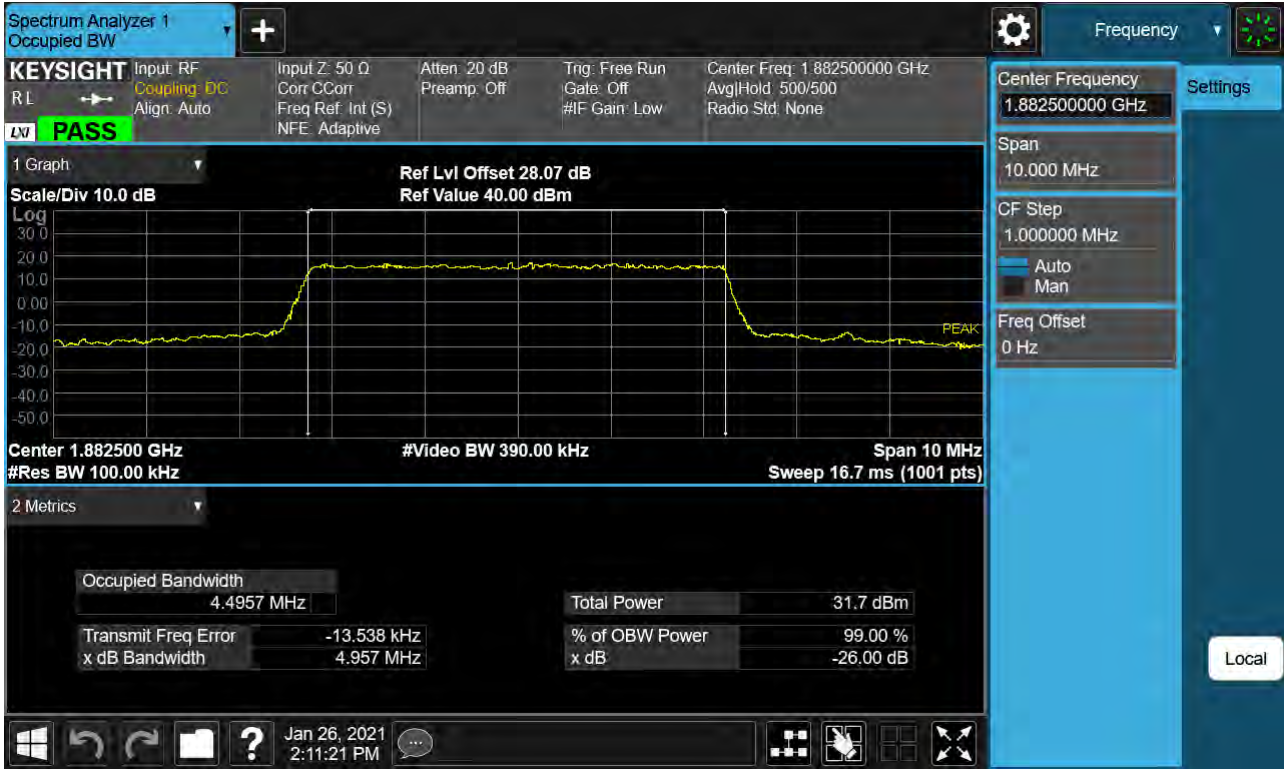 Spectrum Analyzer 1
Occupied BW
+
Frequency
KEYSIGHT
RL
LXI
PASS
Input: RF
Coupling: DC
Align: Auto
Input Z: 50 Ω
Corr CCorr
Freq Ref: Int (S)
NFE: Adaptive
Atten: 20 dB
Preamp: Off
Trig: Free Run
Gate: Off
#IF Gain: Low
Center Freq: 1.882500000 GHz
Avg|Hold: 500/500
Radio Std: None
1 Graph
Scale/Div 10.0 dB
Ref Lvl Offset 28.07 dB
Ref Value 40.00 dBm
Log
30.0
20.0
10.0
0.00
-10.0
-20.0
-30.0
-40.0
-50.0
PEAK
Center 1.882500 GHz
#Video BW 390.00 kHz
Span 10 MHz
#Res BW 100.00 kHz
Sweep 16.7 ms (1001 pts)
2 Metrics
Occupied Bandwidth
4.4957 MHz
Transmit Freq Error -13.538 kHz
x dB Bandwidth 4.957 MHz
Total Power 31.7 dBm
% of OBW Power 99.00 %
x dB -26.00 dB
?
Jan 26, 2021
2:11:21 PM
Center Frequency
1.882500000 GHz
Span
10.000 MHz
CF Step
1.000000 MHz
Auto
Man
Freq Offset
0 Hz
Settings
Local